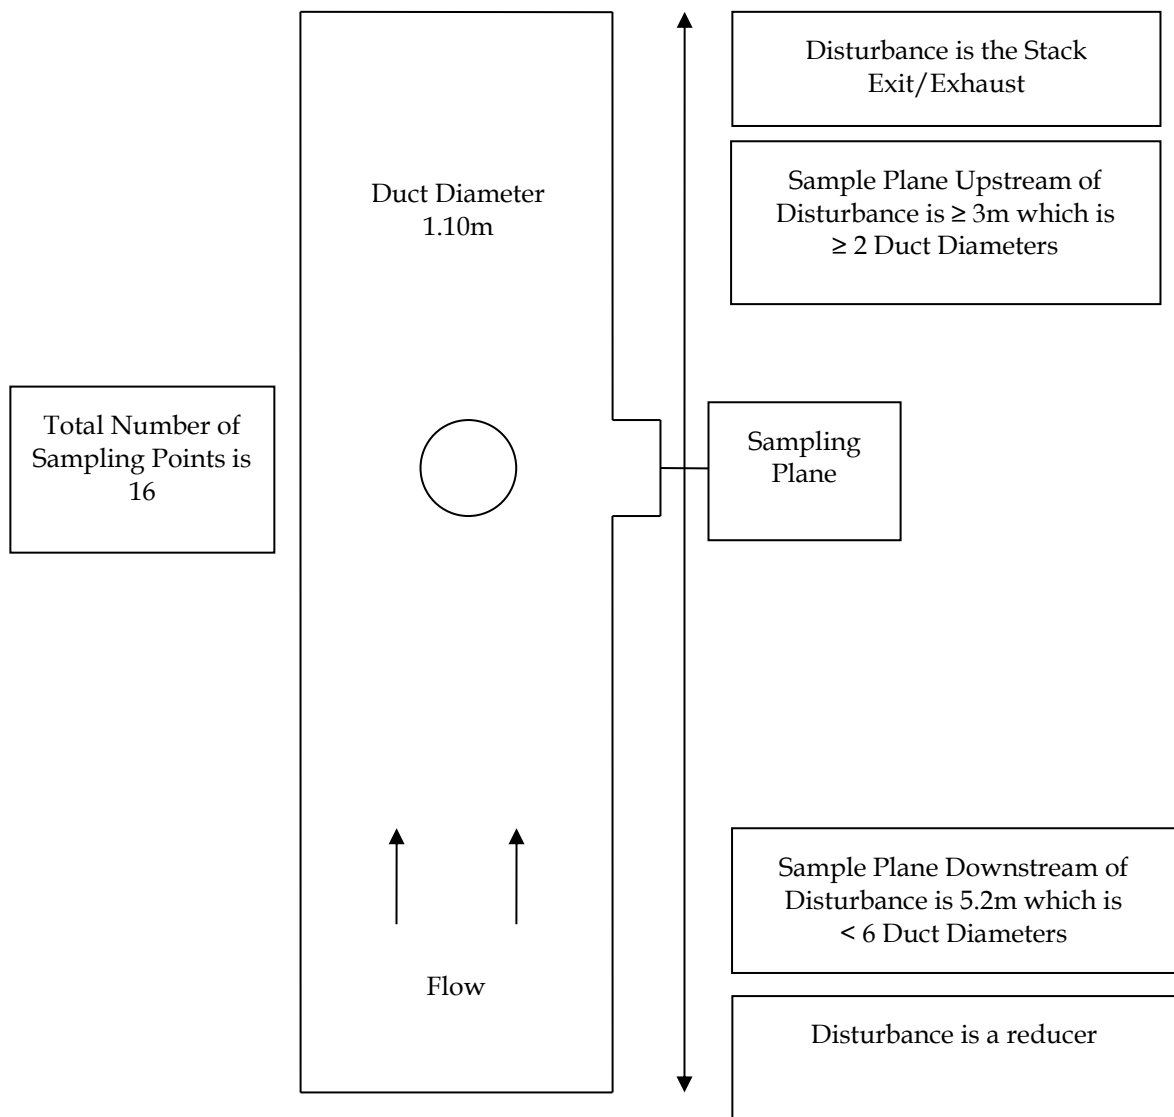 Disturbance is the Stack
Exit/Exhaust
Sample Plane Upstream of
Disturbance is ≥ 3m which is
≥ 2 Duct Diameters
Duct Diameter
1.10m
Total Number of
Sampling Points is
16
Sampling
Plane
Sample Plane Downstream of
Disturbance is 5.2m which is
< 6 Duct Diameters
Flow
Disturbance is a reducer